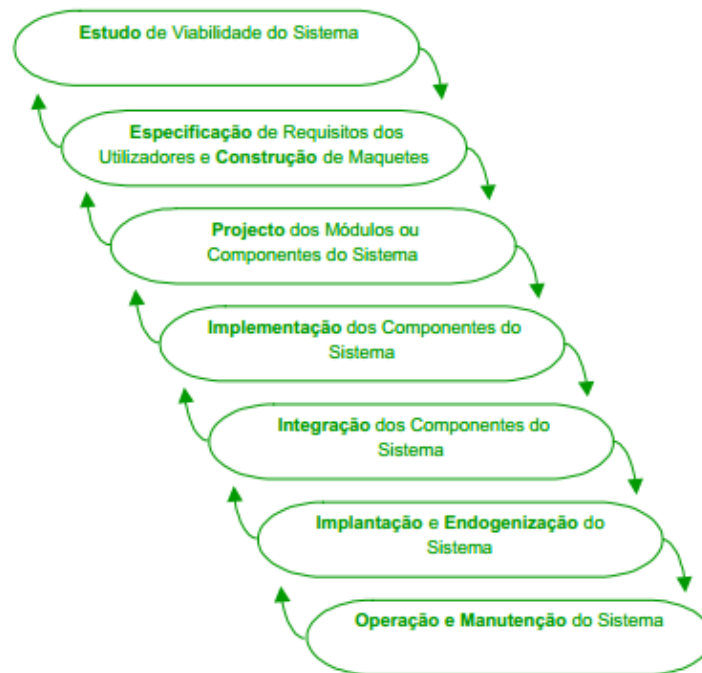 Estudo de Viabilidade do Sistema
Especificação de Requisitos dos
Utilizadores e Construção de Maquetes
Projecto dos Módulos ou
Componentes do Sistema
Implementação dos Componentes do
Sistema
Integração dos Componentes do
Sistema
Implantação e Endogenização do
Sistema
Operação e Manutenção do Sistema